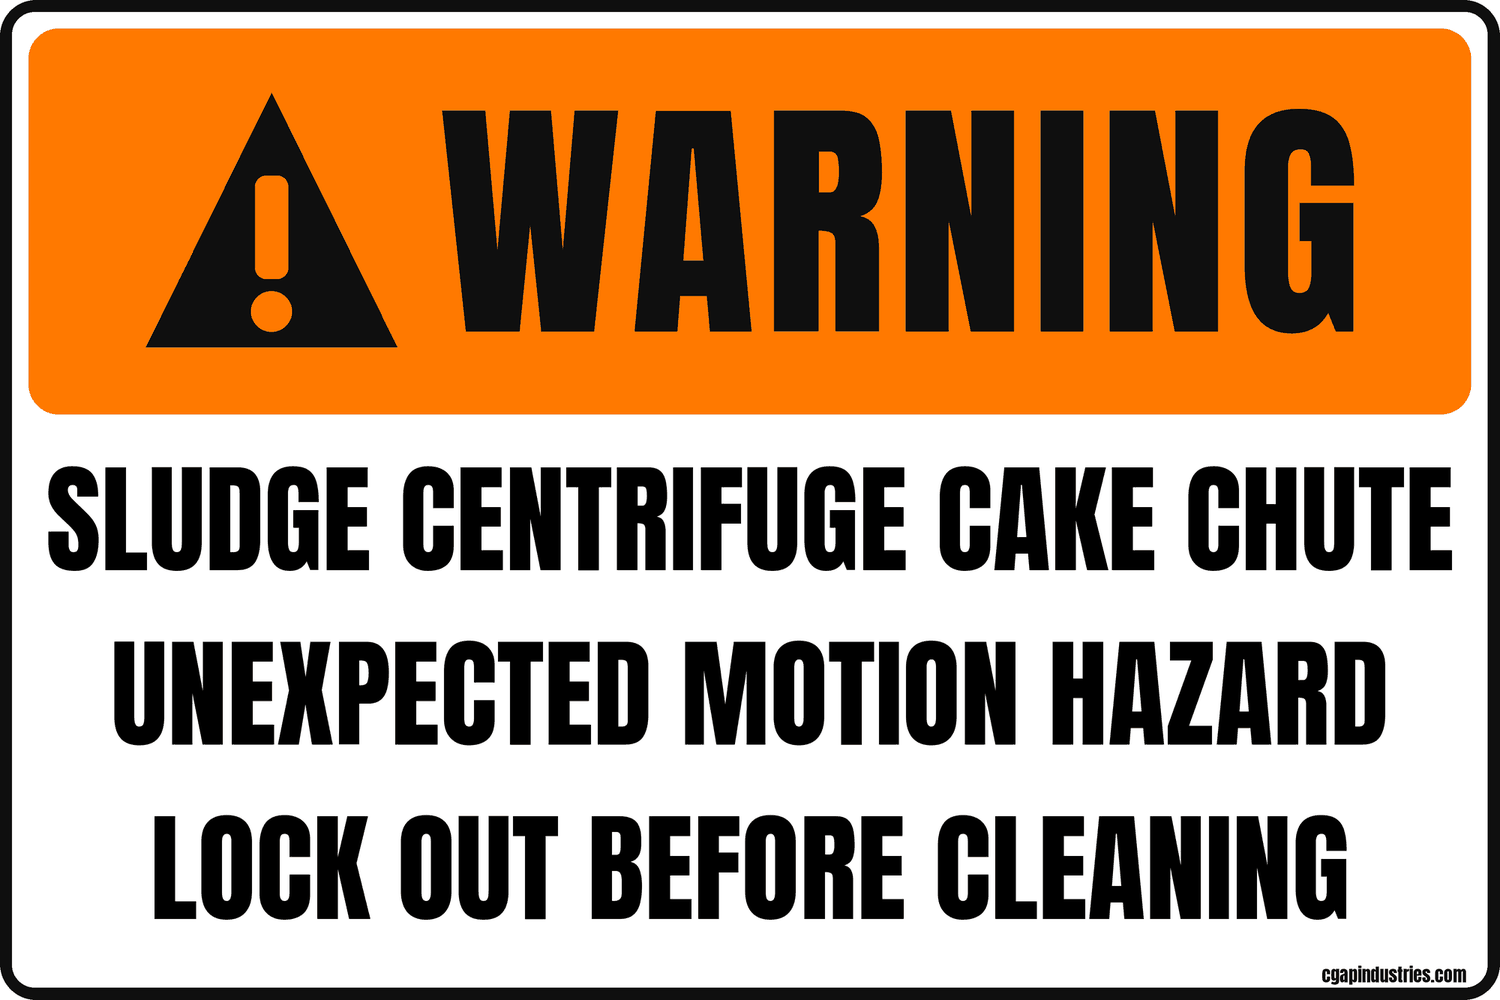 WARNING
SLUDGE CENTRIFUGE CAKE CHUTE
UNEXPECTED MOTION HAZARD
LOCK OUT BEFORE CLEANING
cgapindustries.com